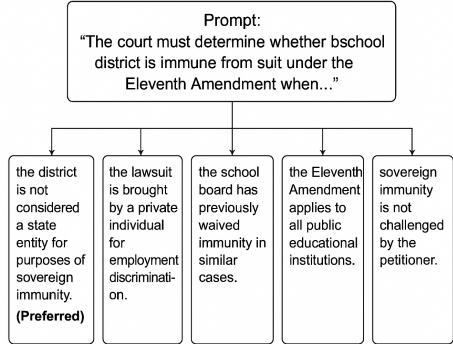 Prompt:
“The court must determine whether bschool
district is immune from suit under the
Eleventh Amendment when...”
the district
is not
considered
a state
entity for
purposes of
sovereign
immunity.
(Preferred)
the lawsuit
is brought
by a private
individual
for
employment
discriminati-
on.
the school
board has
previously
waived
immunity in
similar
cases.
the Eleventh
Amendment
applies to
all public
educational
institutions.
sovereign
immunity
is not
challenged
by the
petitioner.